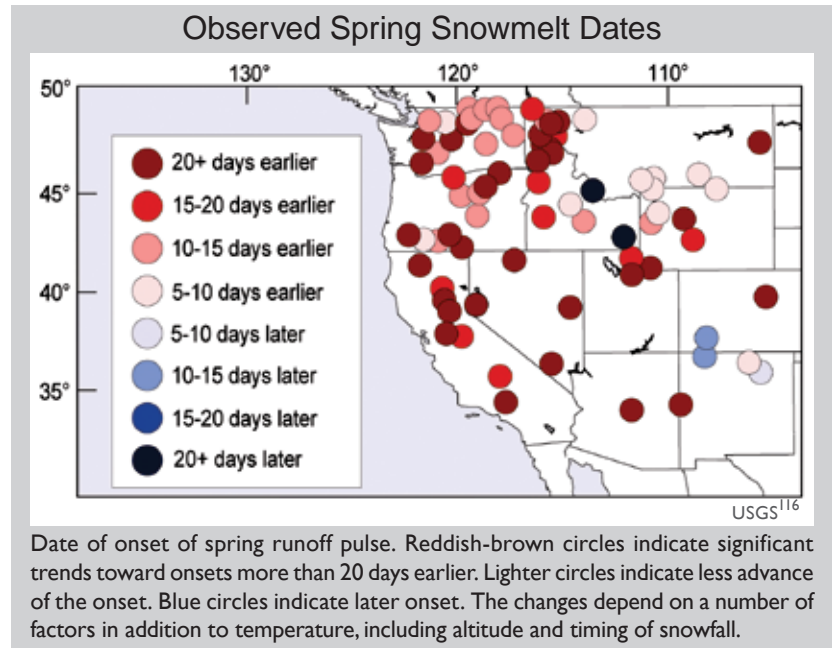 Observed Spring Snowmelt Dates
50°
130°
120°
110°
45°
40°
35°
20+ days earlier
15-20 days earlier
10-15 days earlier
5-10 days earlier
5-10 days later
10-15 days later
15-20 days later
20+ days later
USGS116
Date of onset of spring runoff pulse. Reddish-brown circles indicate significant
trends toward onsets more than 20 days earlier. Lighter circles indicate less advance
of the onset. Blue circles indicate later onset. The changes depend on a number of
factors in addition to temperature, including altitude and timing of snowfall.